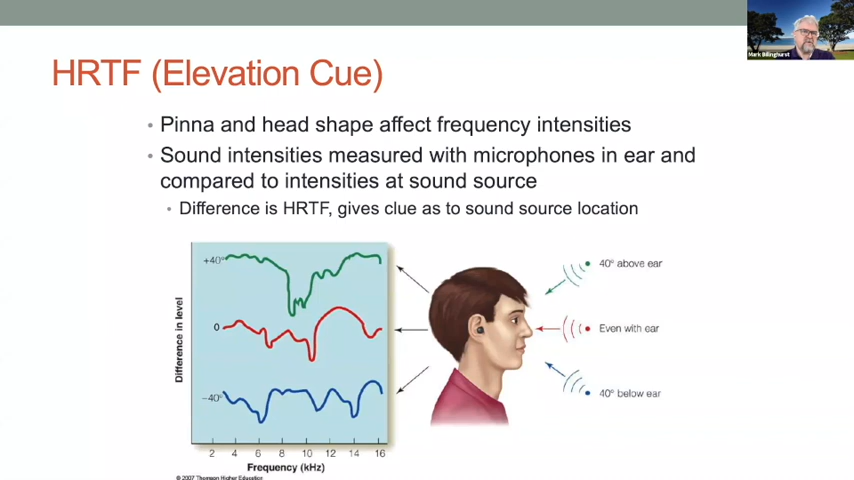 Mark Billinghurst
HRTF (Elevation Cue)
• Pinna and head shape affect frequency intensities
• Sound intensities measured with microphones in ear and
compared to intensities at sound source
• Difference is HRTF, gives clue as to sound source location
+40°
0
−40°
Difference in level
2 4 6 8 10 12 14 16
Frequency (kHz)
40° above ear
Even with ear
40° below ear
© 2007 Thomson Higher Education